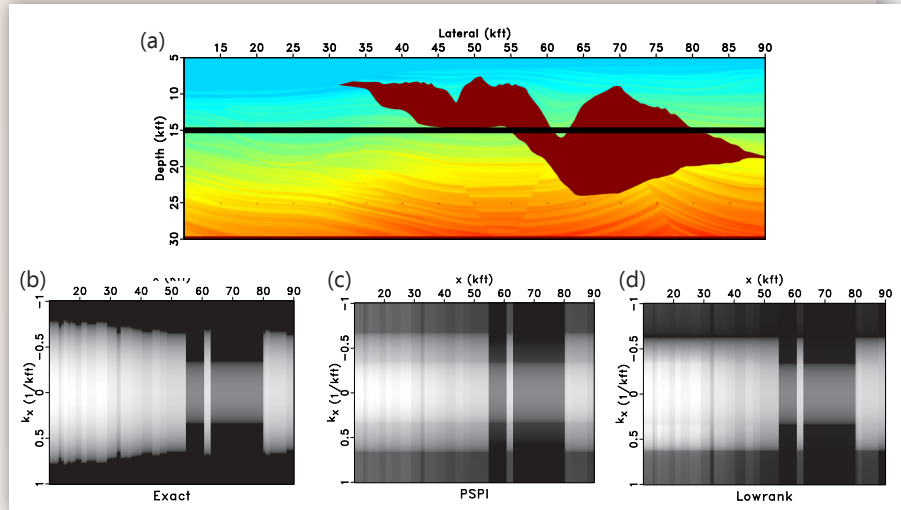 (a)
Lateral (kft)
15 20 25 30 35 40 45 50 55 60 65 70 75 80 85 90
Depth (kft)
5 10 15 20 25 30
(b)
20 30 40 50 60 70 80 90
kx (1/kft)
-1 -0.5 0 0.5 1
Exact
(c)
x (kft)
20 30 40 50 60 70 80 90
kx (1/kft)
-1 -0.5 0 0.5 1
PSPI
(d)
x (kft)
20 30 40 50 60 70 80 90
kx (1/kft)
-1 -0.5 0 0.5 1
Lowrank